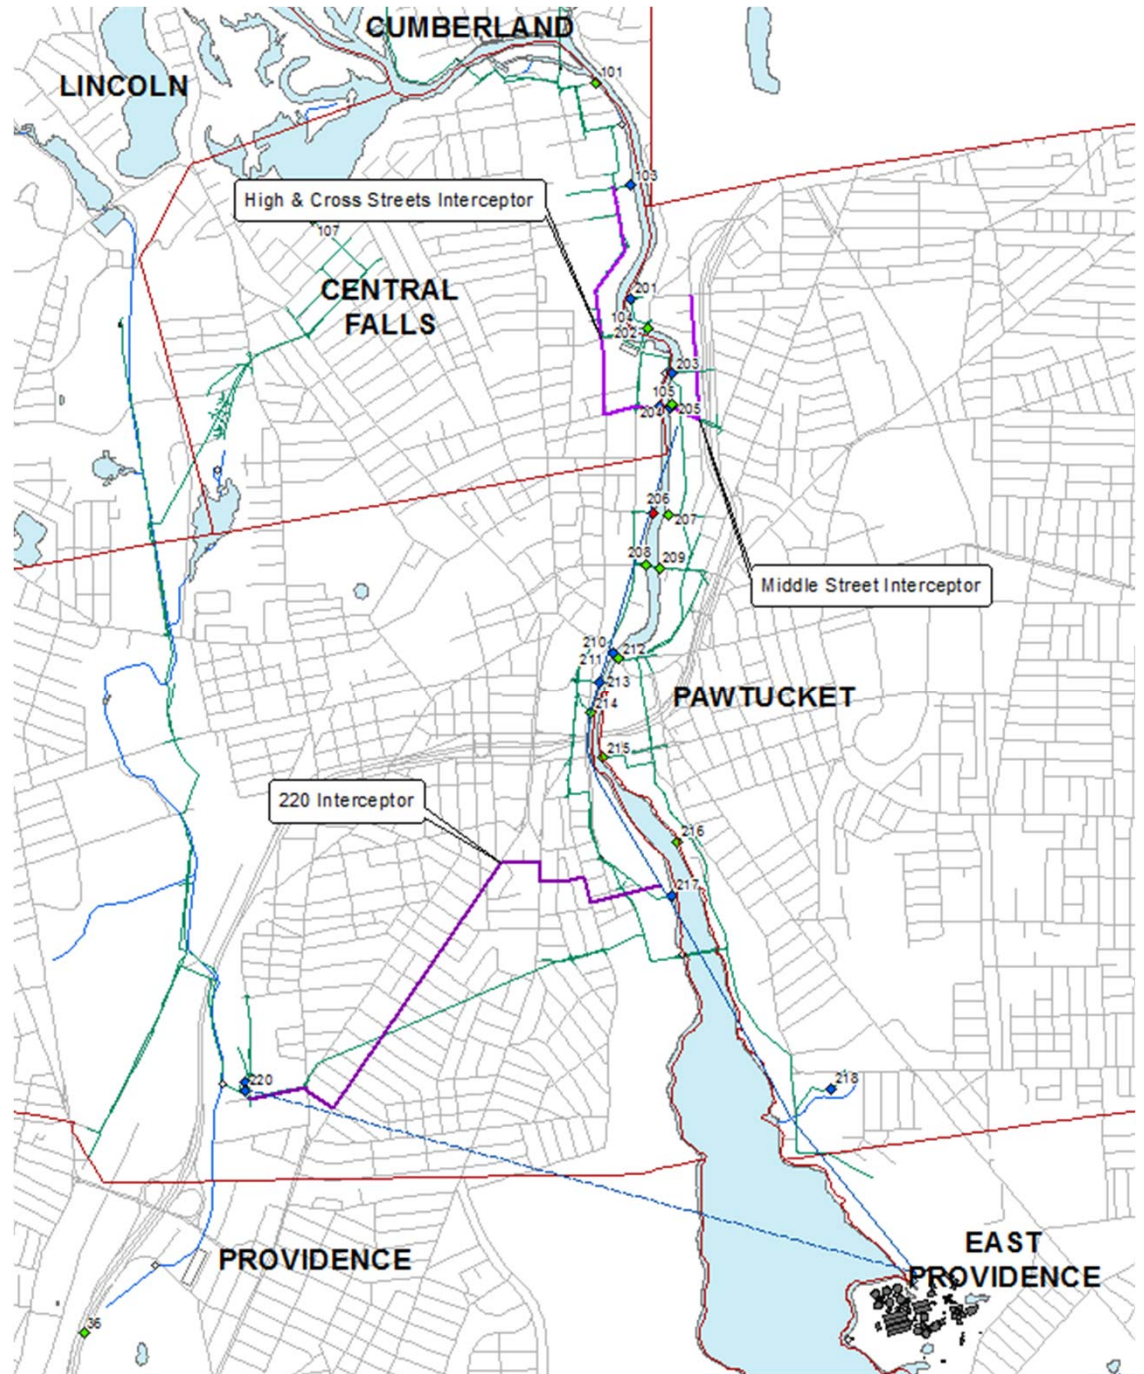 CUMBERLAND
LINCOLN
101
103
High & Cross Streets Interceptor
107
CENTRAL
FALLS
201
104
202
203
105
204
205
206
207
208
209
Middle Street Interceptor
210
212
211
213
PAWTUCKET
214
215
220 Interceptor
216
217
220
218
PROVIDENCE
EAST
PROVIDENCE
36